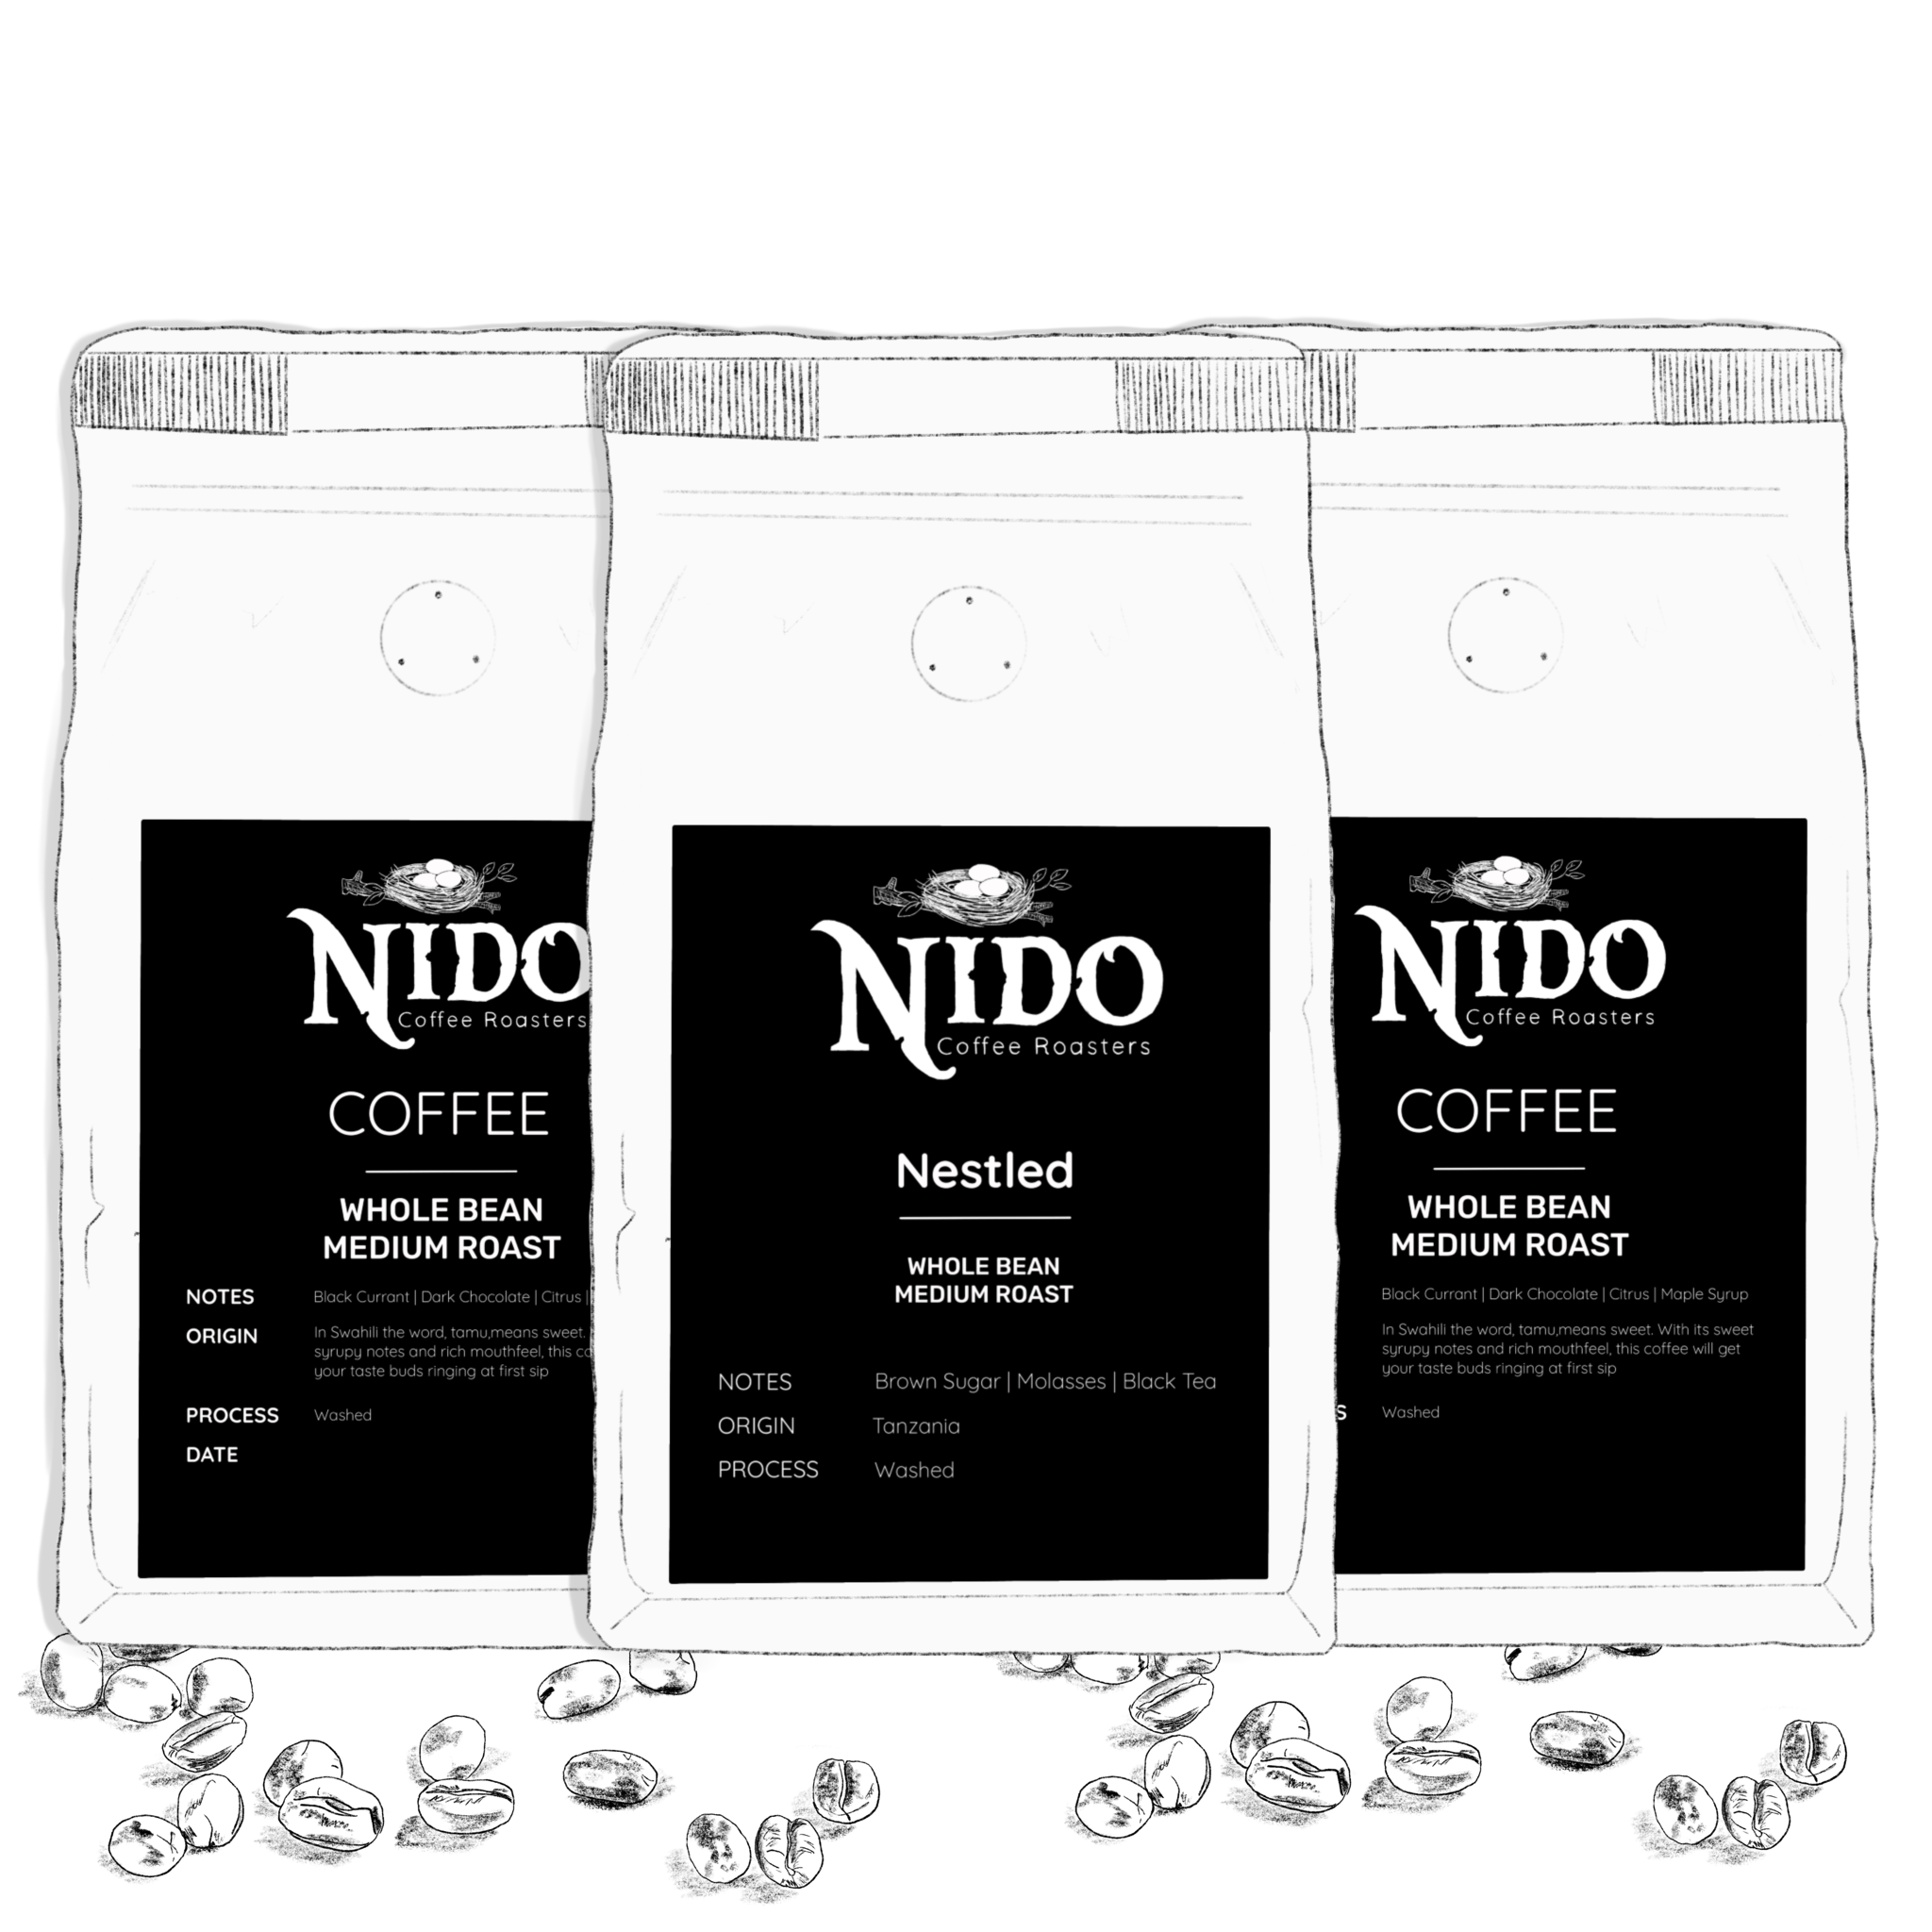 NIDO
Coffee Roasters
COFFEE
WHOLE BEAN
MEDIUM ROAST
NOTES Black Currant | Dark Chocolate | Citrus |
ORIGIN In Swahili the word, tamu,means sweet.
syrupy notes and rich mouthfeel, this co
your taste buds ringing at first sip
PROCESS Washed
DATE
NIDO
Coffee Roasters
Nestled
WHOLE BEAN
MEDIUM ROAST
NOTES Brown Sugar | Molasses | Black Tea
ORIGIN Tanzania
PROCESS Washed
NIDO
Coffee Roasters
COFFEE
WHOLE BEAN
MEDIUM ROAST
Black Currant | Dark Chocolate | Citrus | Maple Syrup
In Swahili the word, tamu,means sweet. With its sweet
syrupy notes and rich mouthfeel, this coffee will get
your taste buds ringing at first sip
S Washed